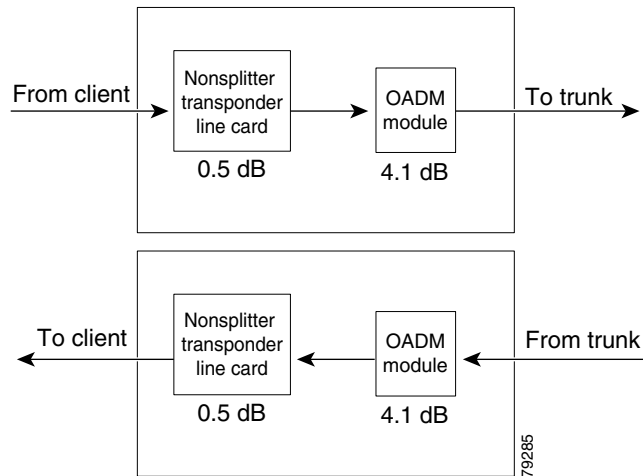 From client
Nonsplitter
transponder
line card
0.5 dB
OADM
module
4.1 dB
To trunk
To client
Nonsplitter
transponder
line card
0.5 dB
OADM
module
4.1 dB
From trunk
79285